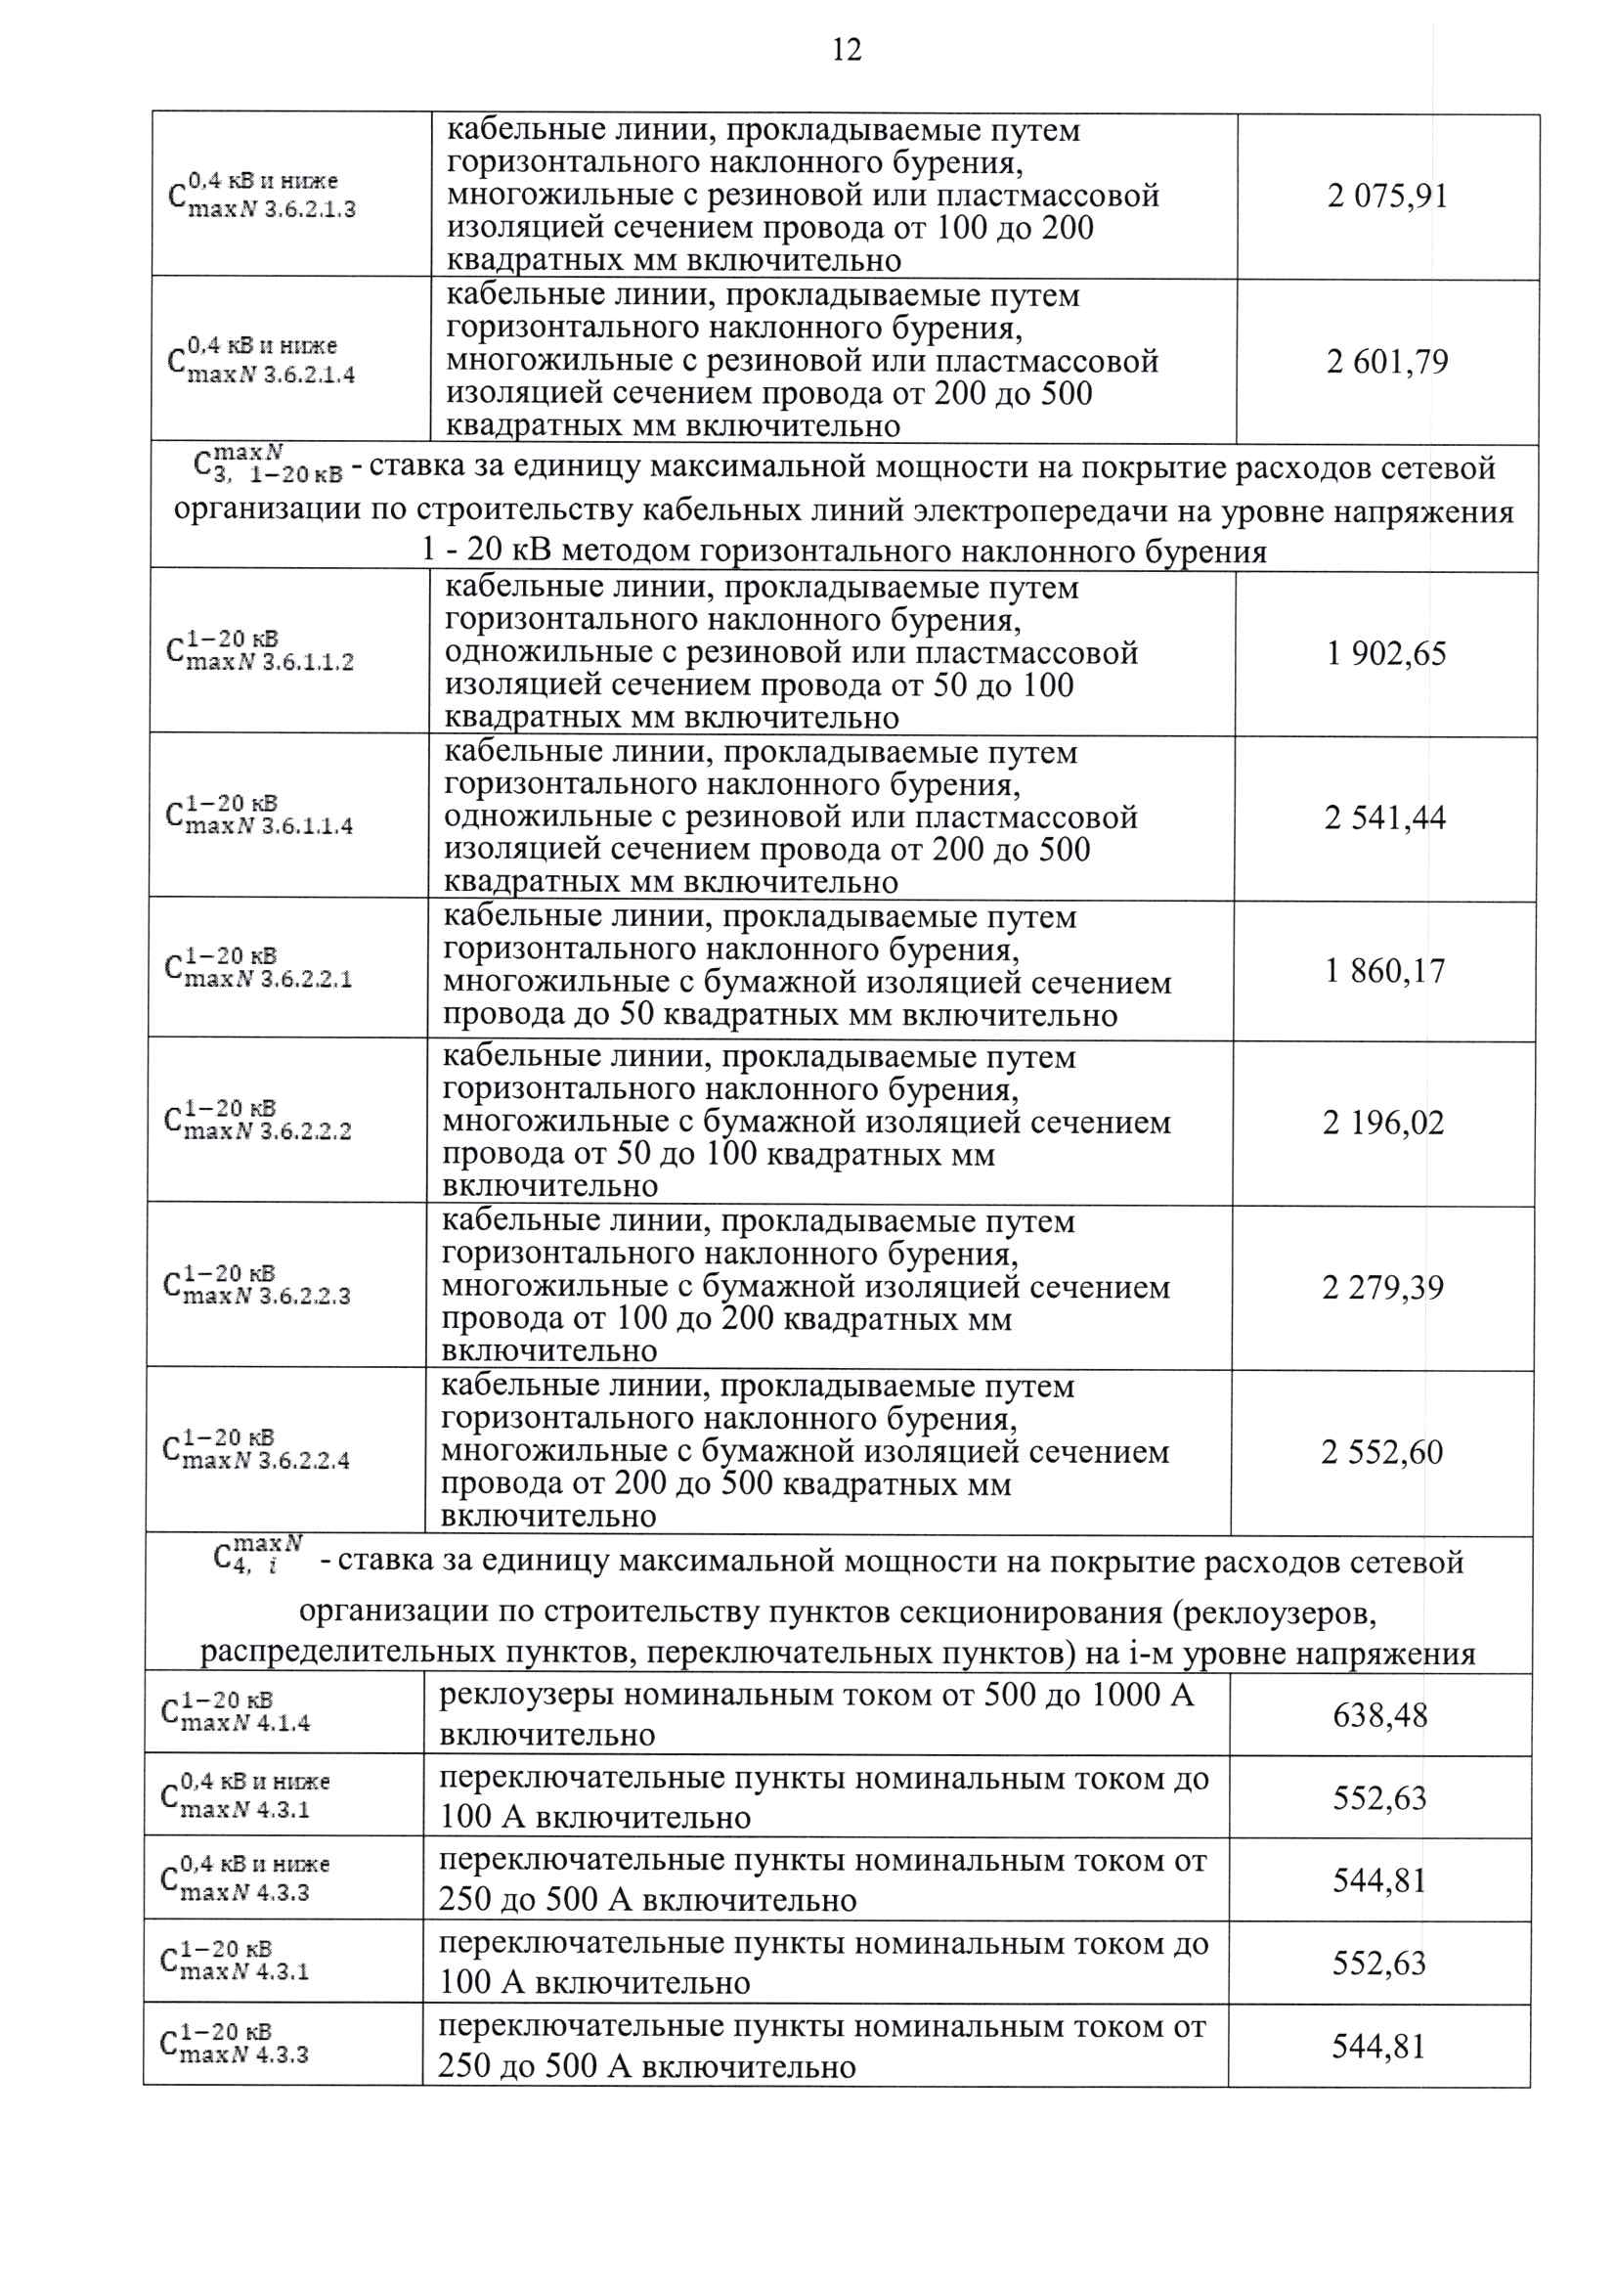 12
С 0,4 кВ и ниже
maxN 3.6.2.1.3
кабельные линии, прокладываемые путем
горизонтального наклонного бурения,
многожильные с резиновой или пластмассовой
изоляцией сечением провода от 100 до 200
квадратных мм включительно
2 075,91
С 0,4 кВ и ниже
maxN 3.6.2.1.4
кабельные линии, прокладываемые путем
горизонтального наклонного бурения,
многожильные с резиновой или пластмассовой
изоляцией сечением провода от 200 до 500
квадратных мм включительно
2 601,79
С maxN 3, 1–20 кВ - ставка за единицу максимальной мощности на покрытие расходов сетевой
организации по строительству кабельных линий электропередачи на уровне напряжения
1 - 20 кВ методом горизонтального наклонного бурения
С 1–20 кВ
maxN 3.6.1.1.2
кабельные линии, прокладываемые путем
горизонтального наклонного бурения,
одножильные с резиновой или пластмассовой
изоляцией сечением провода от 50 до 100
квадратных мм включительно
1 902,65
С 1–20 кВ
maxN 3.6.1.1.4
кабельные линии, прокладываемые путем
горизонтального наклонного бурения,
одножильные с резиновой или пластмассовой
изоляцией сечением провода от 200 до 500
квадратных мм включительно
2 541,44
С 1–20 кВ
maxN 3.6.2.2.1
кабельные линии, прокладываемые путем
горизонтального наклонного бурения,
многожильные с бумажной изоляцией сечением
провода до 50 квадратных мм включительно
1 860,17
С 1–20 кВ
maxN 3.6.2.2.2
кабельные линии, прокладываемые путем
горизонтального наклонного бурения,
многожильные с бумажной изоляцией сечением
провода от 50 до 100 квадратных мм
включительно
2 196,02
С 1–20 кВ
maxN 3.6.2.2.3
кабельные линии, прокладываемые путем
горизонтального наклонного бурения,
многожильные с бумажной изоляцией сечением
провода от 100 до 200 квадратных мм
включительно
2 279,39
С 1–20 кВ
maxN 3.6.2.2.4
кабельные линии, прокладываемые путем
горизонтального наклонного бурения,
многожильные с бумажной изоляцией сечением
провода от 200 до 500 квадратных мм
включительно
2 552,60
С maxN 4, i - ставка за единицу максимальной мощности на покрытие расходов сетевой
организации по строительству пунктов секционирования (реклоузеров,
распределительных пунктов, переключательных пунктов) на i-м уровне напряжения
С 1–20 кВ
maxN 4.1.4
реклоузеры номинальным током от 500 до 1000 А
включительно
638,48
С 0,4 кВ и ниже
maxN 4.3.1
переключательные пункты номинальным током до
100 А включительно
552,63
С 0,4 кВ и ниже
maxN 4.3.3
переключательные пункты номинальным током от
250 до 500 А включительно
544,81
С 1–20 кВ
maxN 4.3.1
переключательные пункты номинальным током до
100 А включительно
552,63
С 1–20 кВ
maxN 4.3.3
переключательные пункты номинальным током от
250 до 500 А включительно
544,81